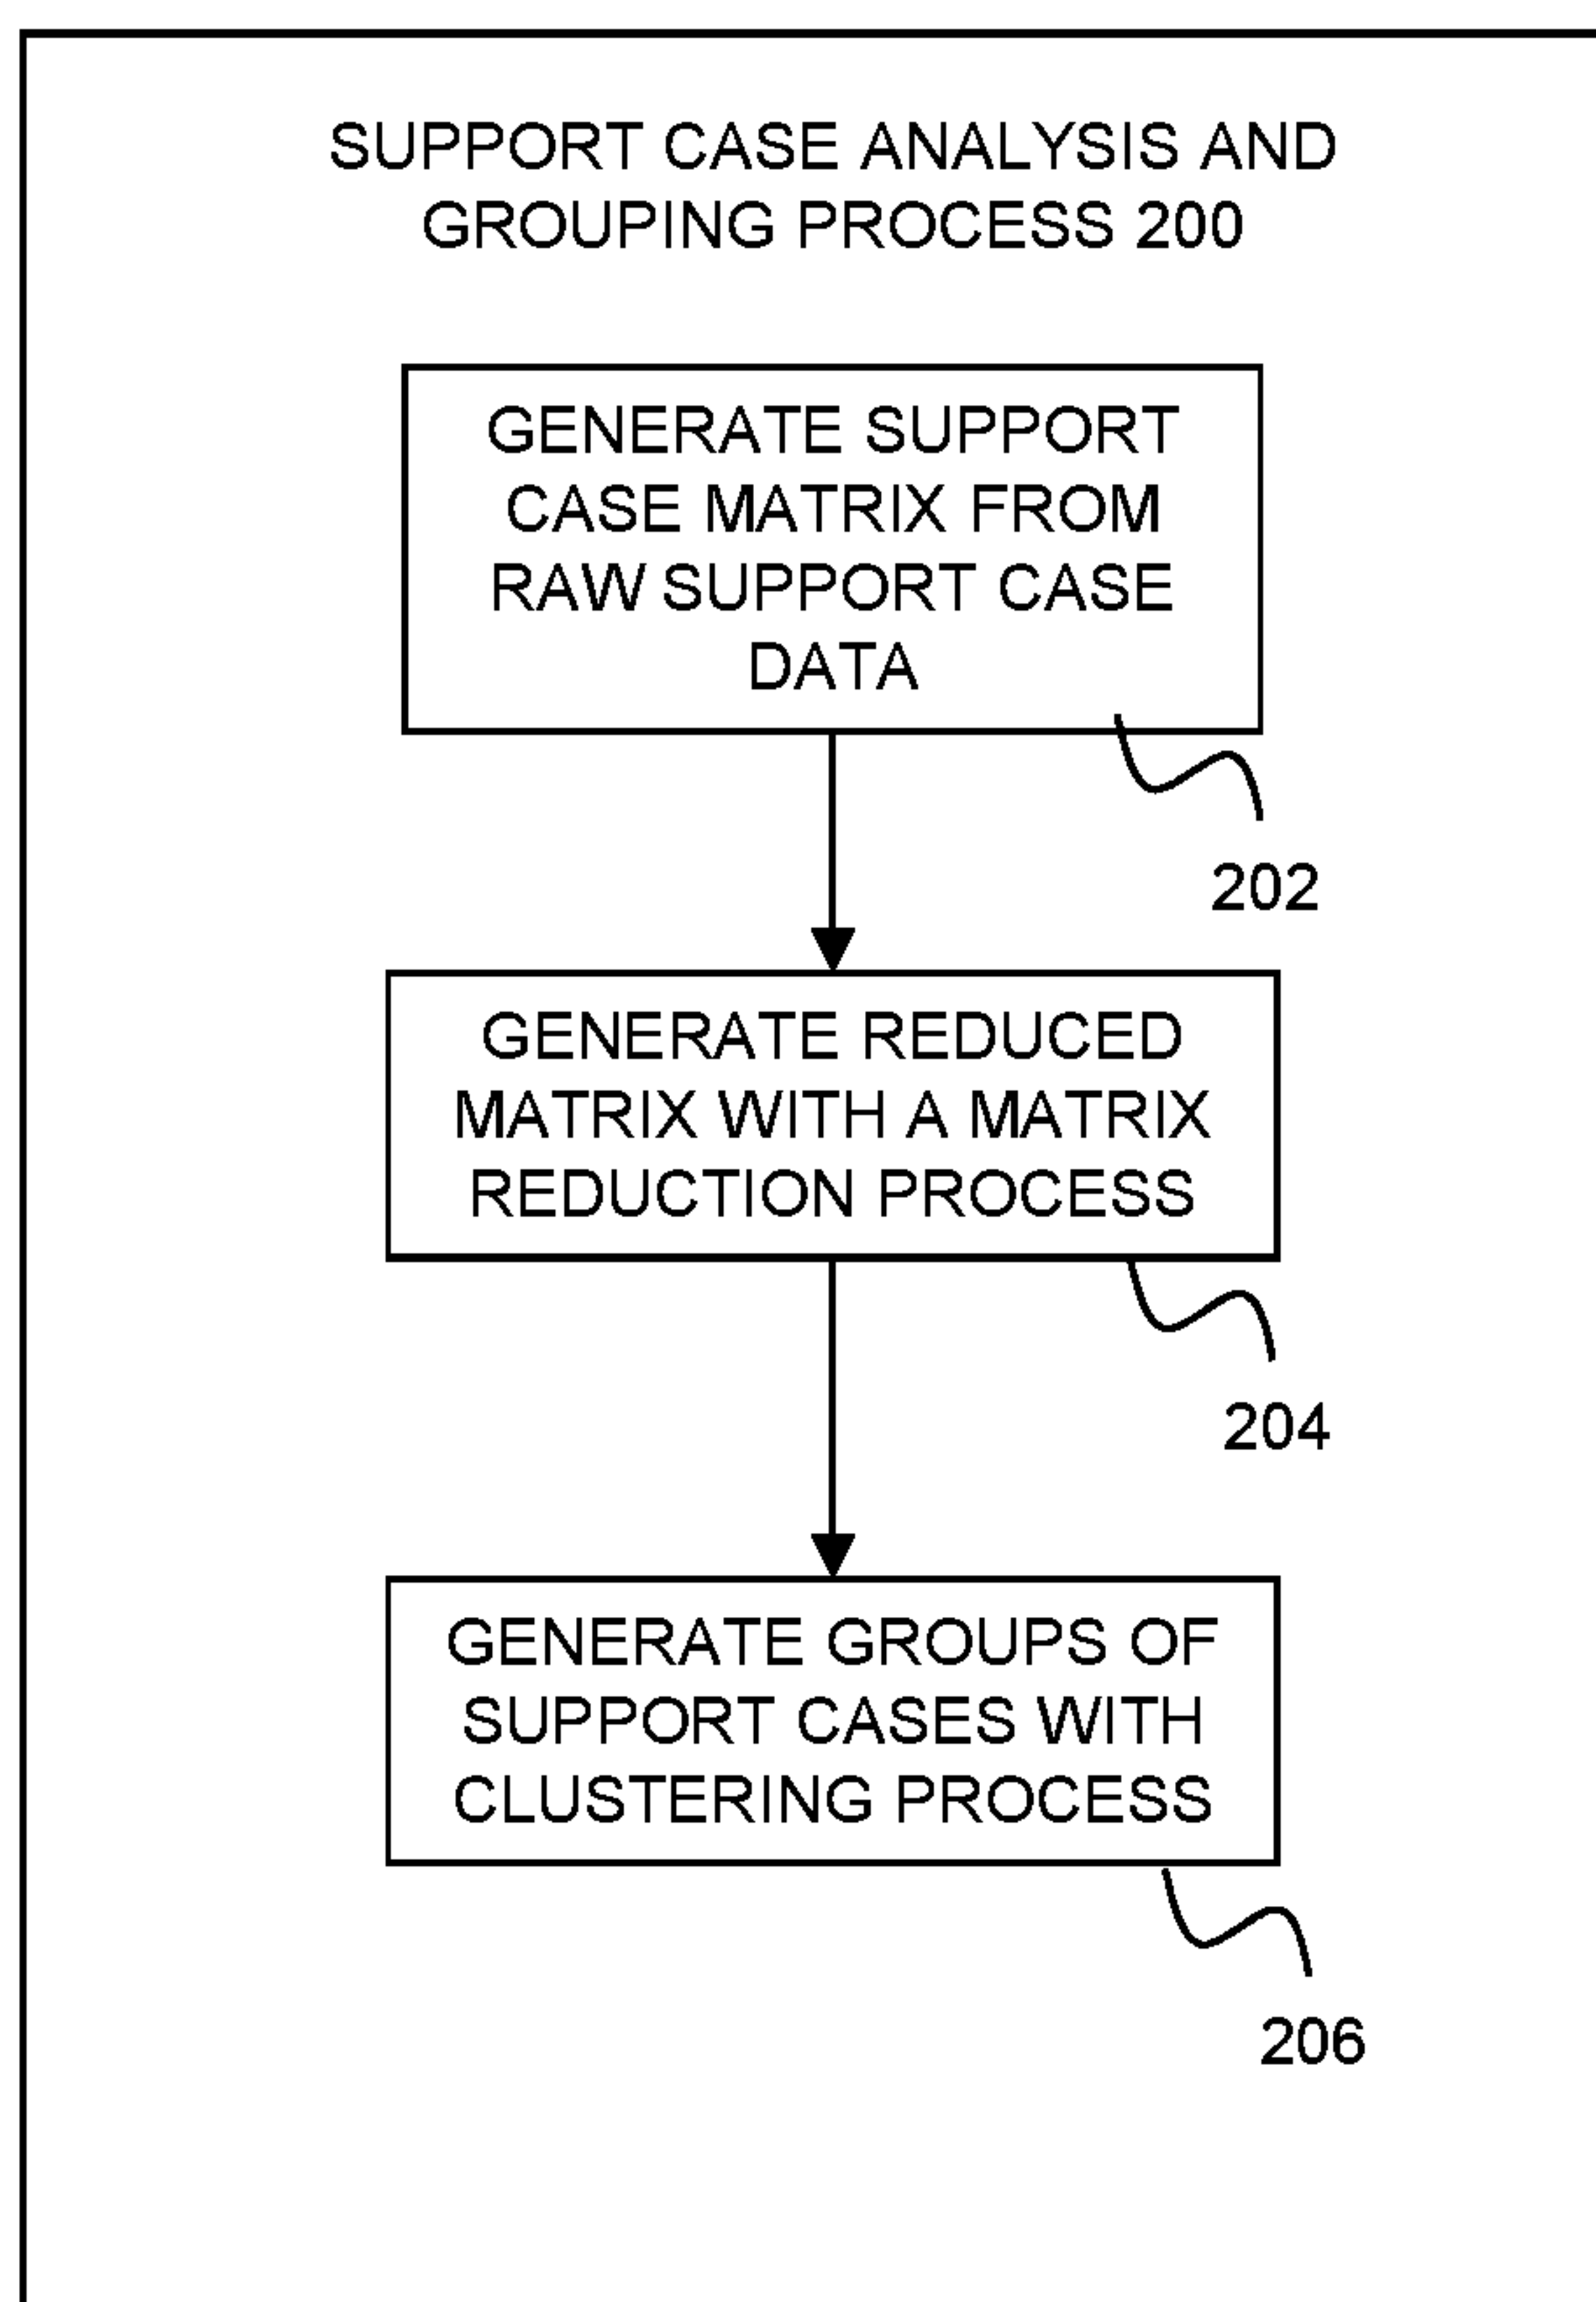 SUPPORT CASE ANALYSIS AND
GROUPING PROCESS 200
GENERATE SUPPORT
CASE MATRIX FROM
RAW SUPPORT CASE
DATA
202
GENERATE REDUCED
MATRIX WITH A MATRIX
REDUCTION PROCESS
204
GENERATE GROUPS OF
SUPPORT CASES WITH
CLUSTERING PROCESS
206